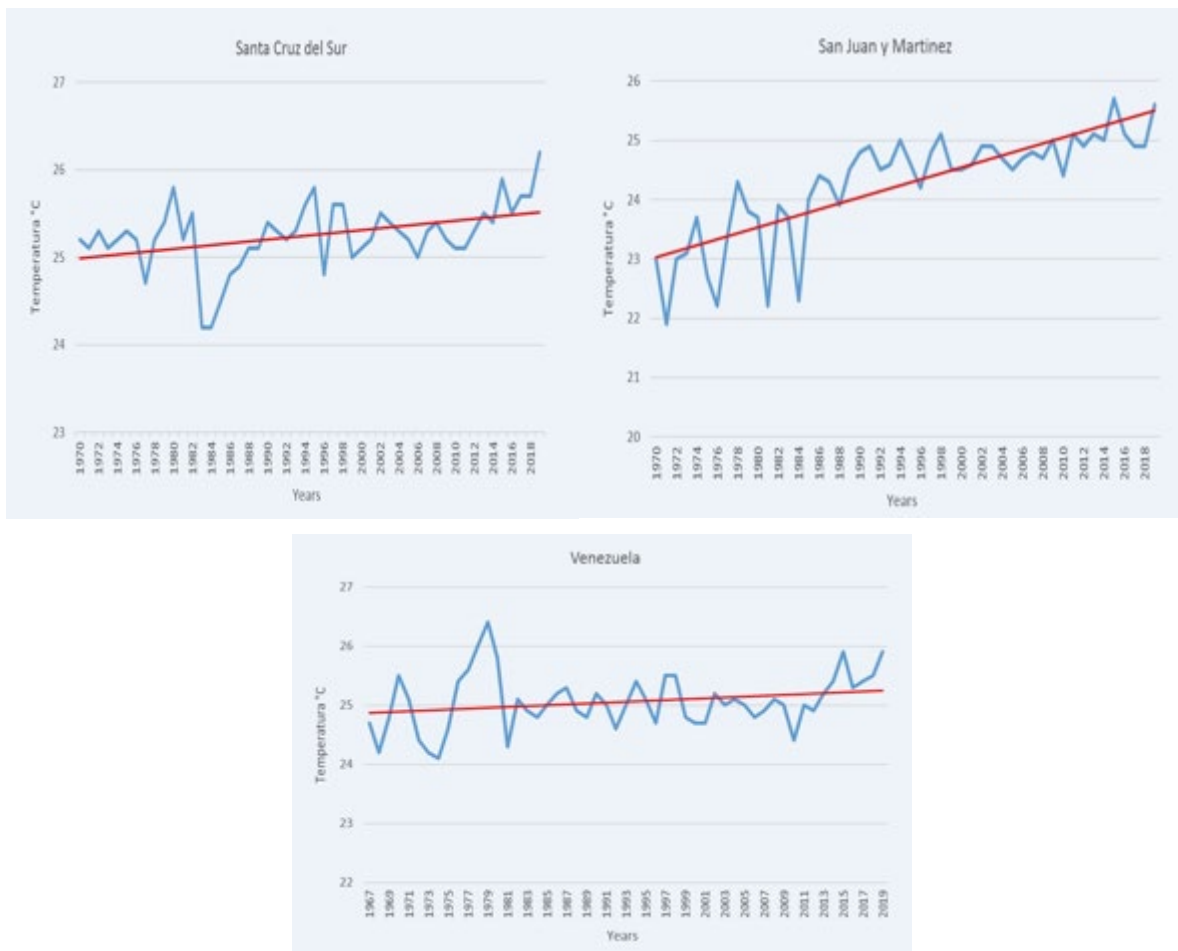 Santa Cruz del Sur
27
26
25
24
23
Temperatura °C
1970 1972 1974 1976 1978 1980 1982 1984 1986 1988 1990 1992 1994 1996 1998 2000 2002 2004 2006 2008 2010 2012 2014 2016 2018
Years
San Juan y Martinez
26
25
24
23
22
21
20
Temperatura °C
1970 1972 1974 1976 1978 1980 1982 1984 1986 1988 1990 1992 1994 1996 1998 2000 2002 2004 2006 2008 2010 2012 2014 2016 2018
Years
Venezuela
27
26
25
24
23
22
Temperatura °C
1967 1969 1971 1973 1975 1977 1979 1981 1983 1985 1987 1989 1991 1993 1995 1997 1999 2001 2003 2005 2007 2009 2011 2013 2015 2017 2019
Years